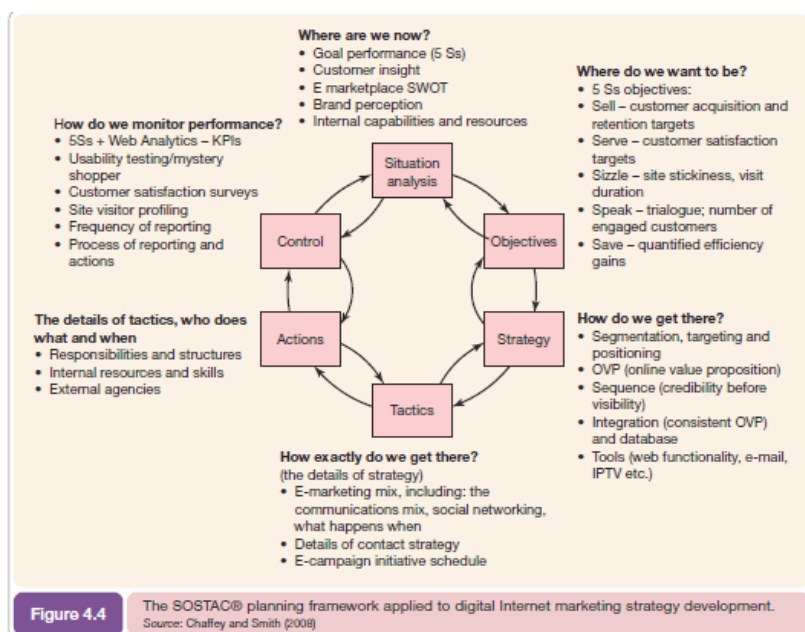 Where are we now?
• Goal performance (5 Ss)
• Customer insight
• E marketplace SWOT
• Brand perception
• Internal capabilities and resources
Where do we want to be?
• 5 Ss objectives:
• Sell – customer acquisition and
retention targets
• Serve – customer satisfaction
targets
• Sizzle – site stickiness, visit
duration
• Speak – trialogue; number of
engaged customers
• Save – quantified efficiency
gains
How do we monitor performance?
• 5Ss + Web Analytics – KPIs
• Usability testing/mystery
shopper
• Customer satisfaction surveys
• Site visitor profiling
• Frequency of reporting
• Process of reporting and
actions
Situation
analysis
Control
Objectives
Actions
Strategy
Tactics
The details of tactics, who does
what and when
• Responsibilities and structures
• Internal resources and skills
• External agencies
How do we get there?
• Segmentation, targeting and
positioning
• OVP (online value proposition)
• Sequence (credibility before
visibility)
• Integration (consistent OVP)
and database
• Tools (web functionality, e-mail,
IPTV etc.)
How exactly do we get there?
(the details of strategy)
• E-marketing mix, including: the
communications mix, social networking,
what happens when
• Details of contact strategy
• E-campaign initiative schedule
Figure 4.4
The SOSTAC® planning framework applied to digital Internet marketing strategy development.
Source: Chaffey and Smith (2008)